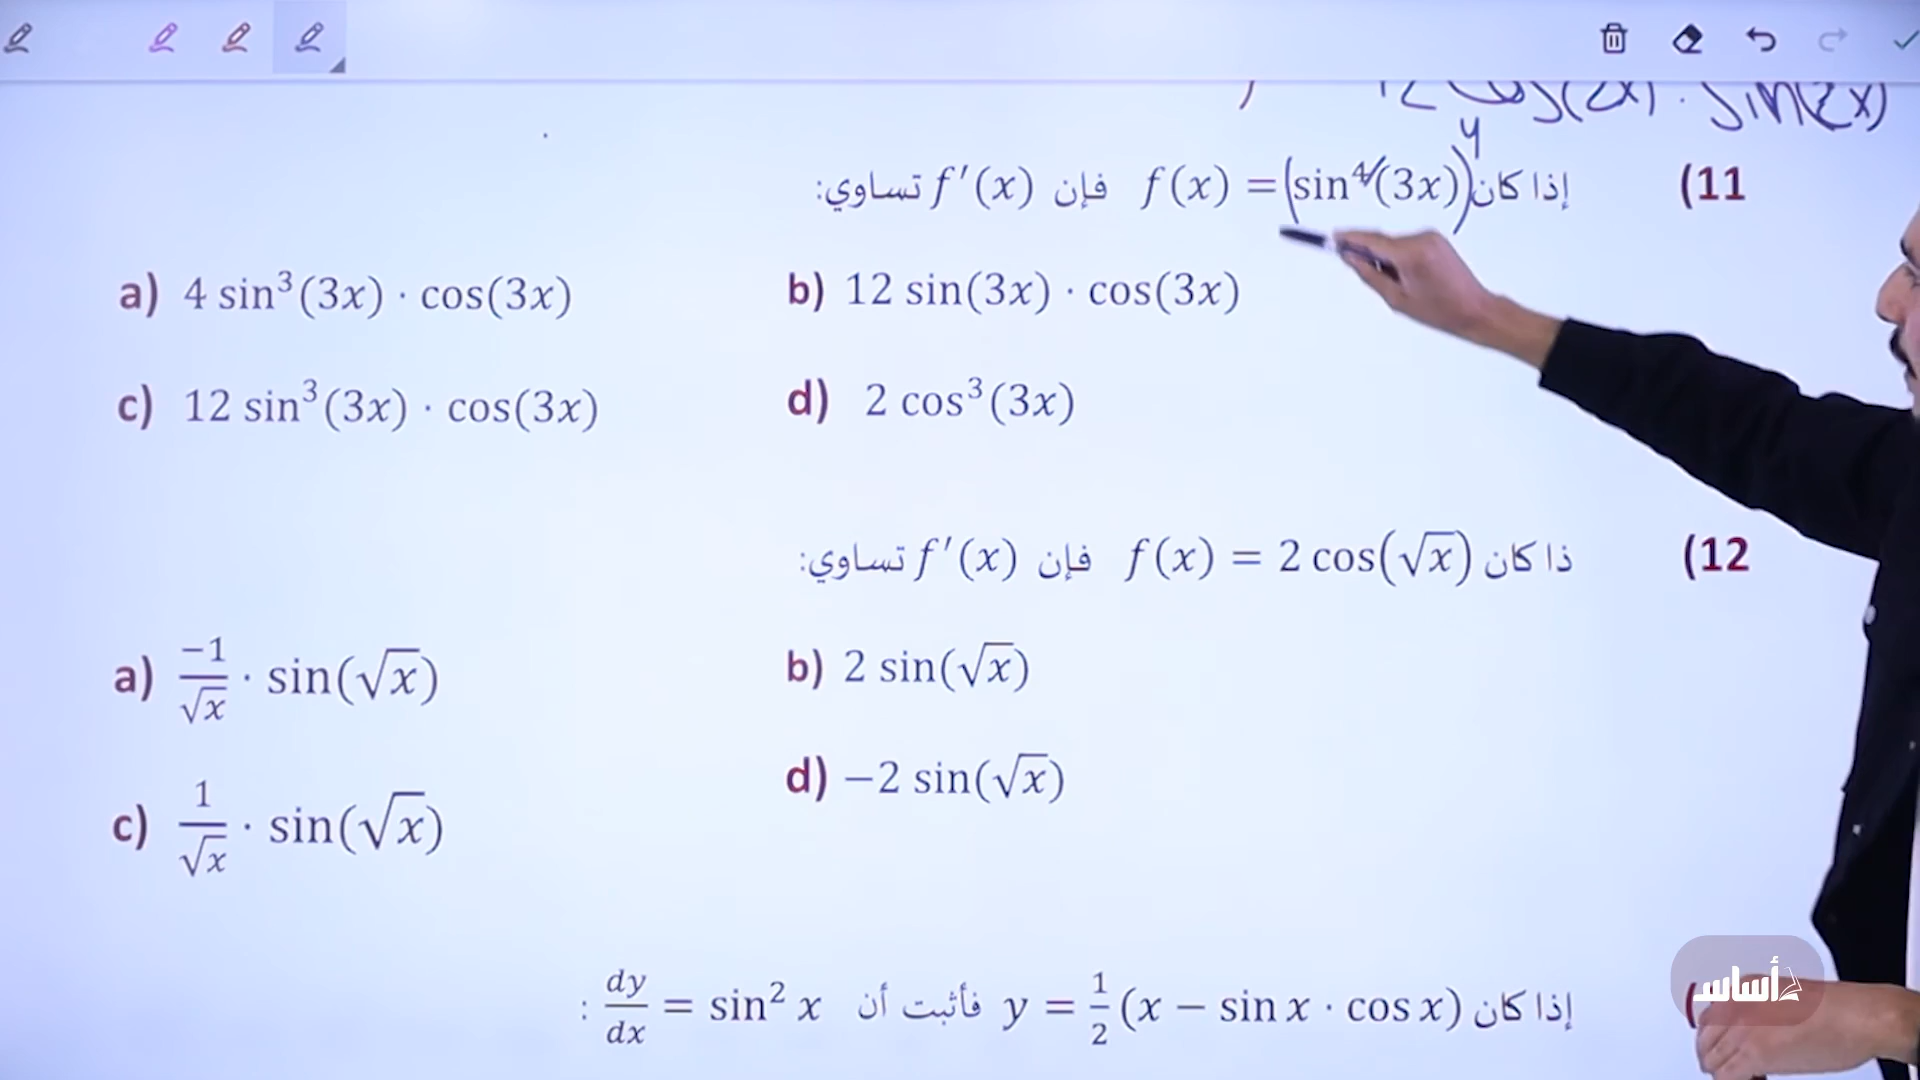 12 cos(2x) · sin(2x)
11) إذا كان f(x) = (sin⁴(3x))⁴ فإن f′(x) تساوي:
a) 4 sin³(3x) · cos(3x)
b) 12 sin(3x) · cos(3x)
c) 12 sin³(3x) · cos(3x)
d) 2 cos³(3x)
12) ذا كان f(x) = 2 cos(√x) فإن f′(x) تساوي:
a) −1/√x · sin(√x)
b) 2 sin(√x)
c) 1/√x · sin(√x)
d) −2 sin(√x)
إذا كان y = 1/2 (x − sin x · cos x) فأثبت أن dy/dx = sin² x :
أساس